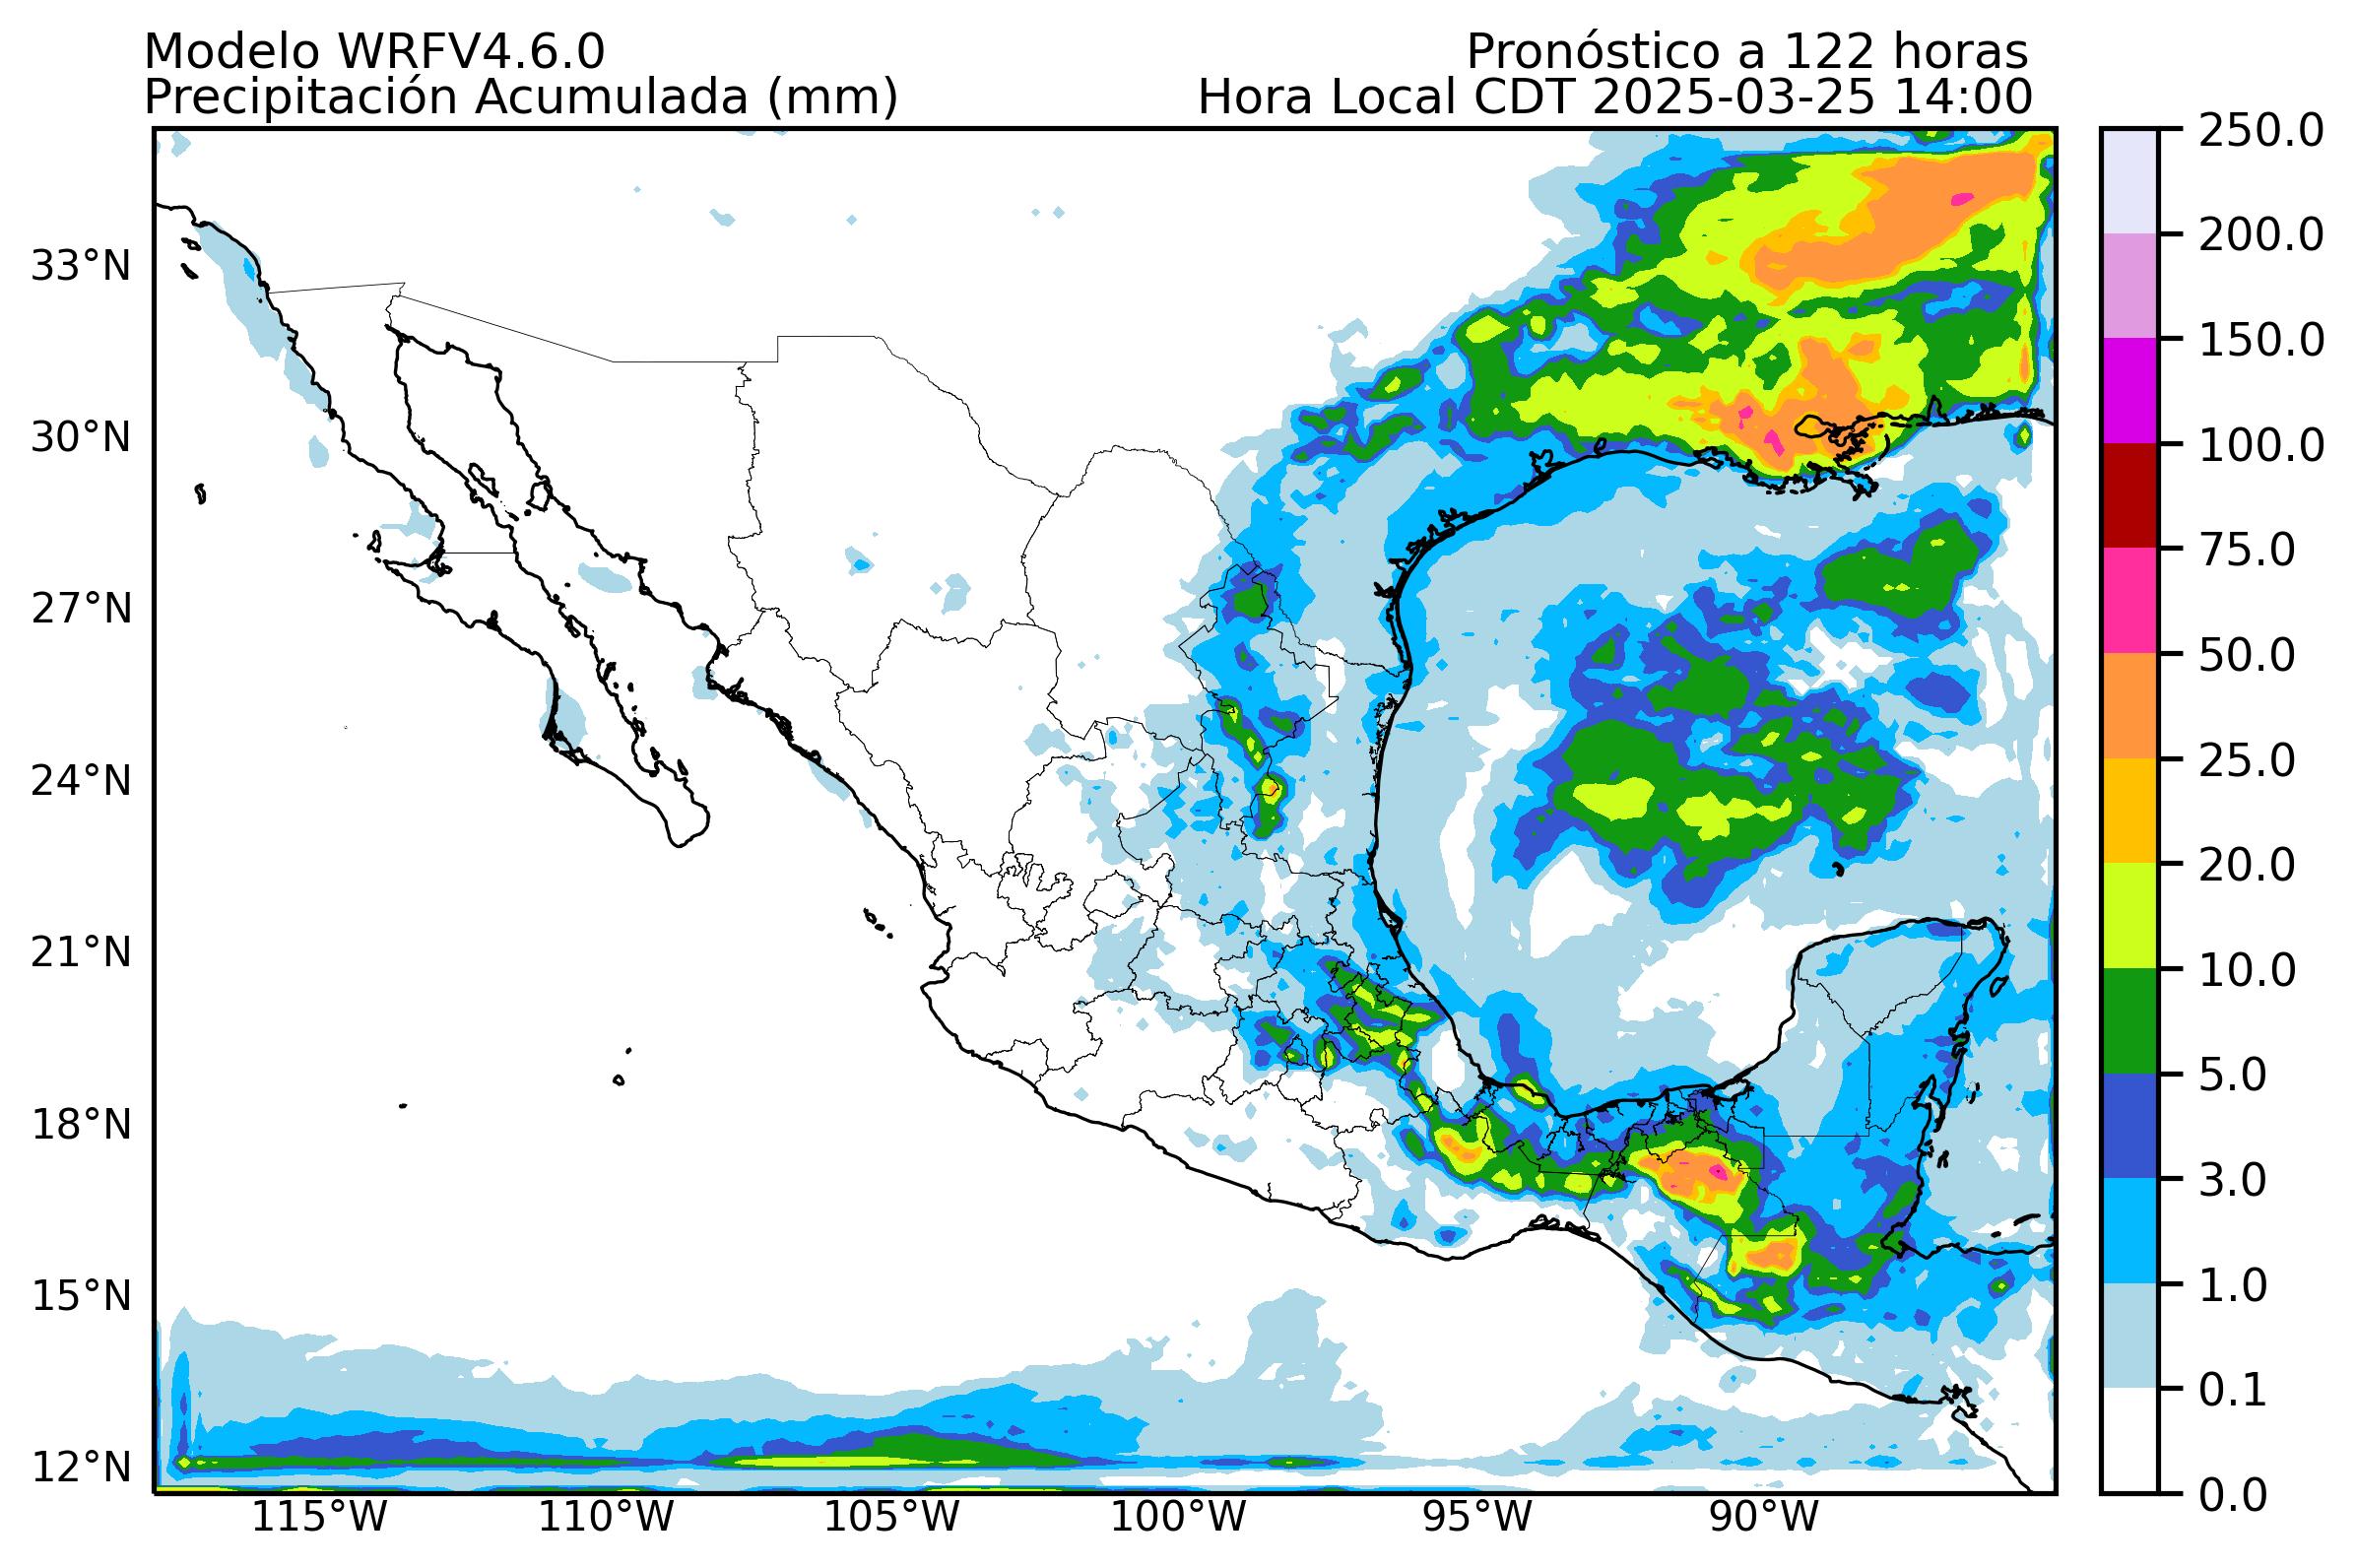 Modelo WRFV4.6.0
Pronóstico a 122 horas
Precipitación Acumulada (mm)
Hora Local CDT 2025-03-25 14:00
33°N
30°N
27°N
24°N
21°N
18°N
15°N
12°N
115°W
110°W
105°W
100°W
95°W
90°W
250.0
200.0
150.0
100.0
75.0
50.0
25.0
20.0
10.0
5.0
3.0
1.0
0.1
0.0